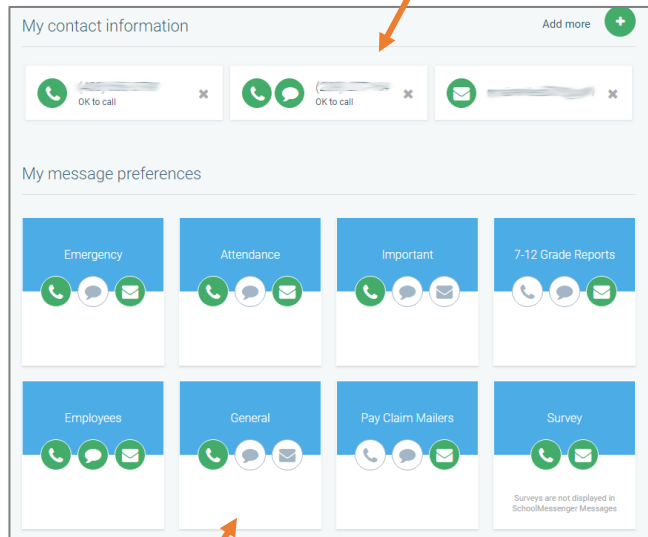 My contact information
Add more
OK to call
OK to call
My message preferences
Emergency
Attendance
Important
7-12 Grade Reports
Employees
General
Pay Claim Mailers
Survey
Surveys are not displayed in
SchoolMessenger Messages